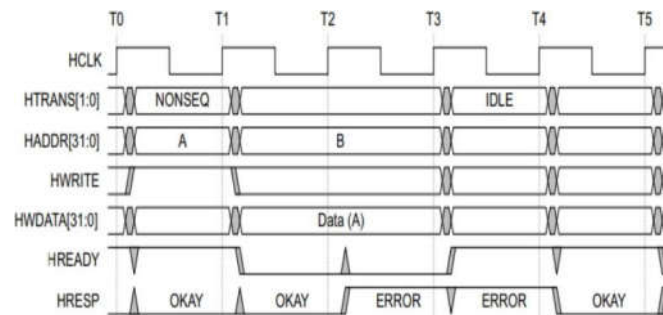 T0 T1 T2 T3 T4 T5
HCLK
HTRANS[1:0] NONSEQ IDLE
HADDR[31:0] A B
HWRITE
HWDATA[31:0] Data (A)
HREADY
HRESP OKAY OKAY ERROR ERROR OKAY